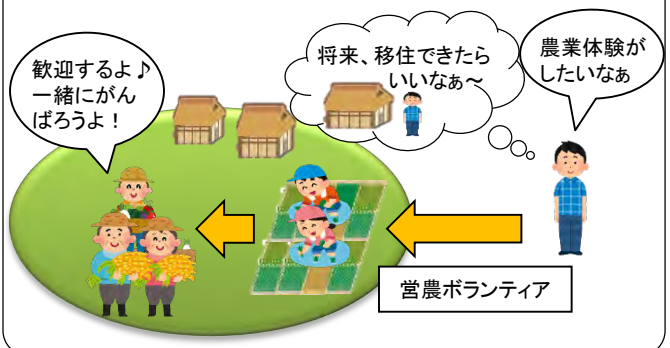 歓迎するよ♪
一緒にがん
ばろうよ！
将来、移住できたら
いいなぁ～
農業体験が
したいなぁ
営農ボランティア